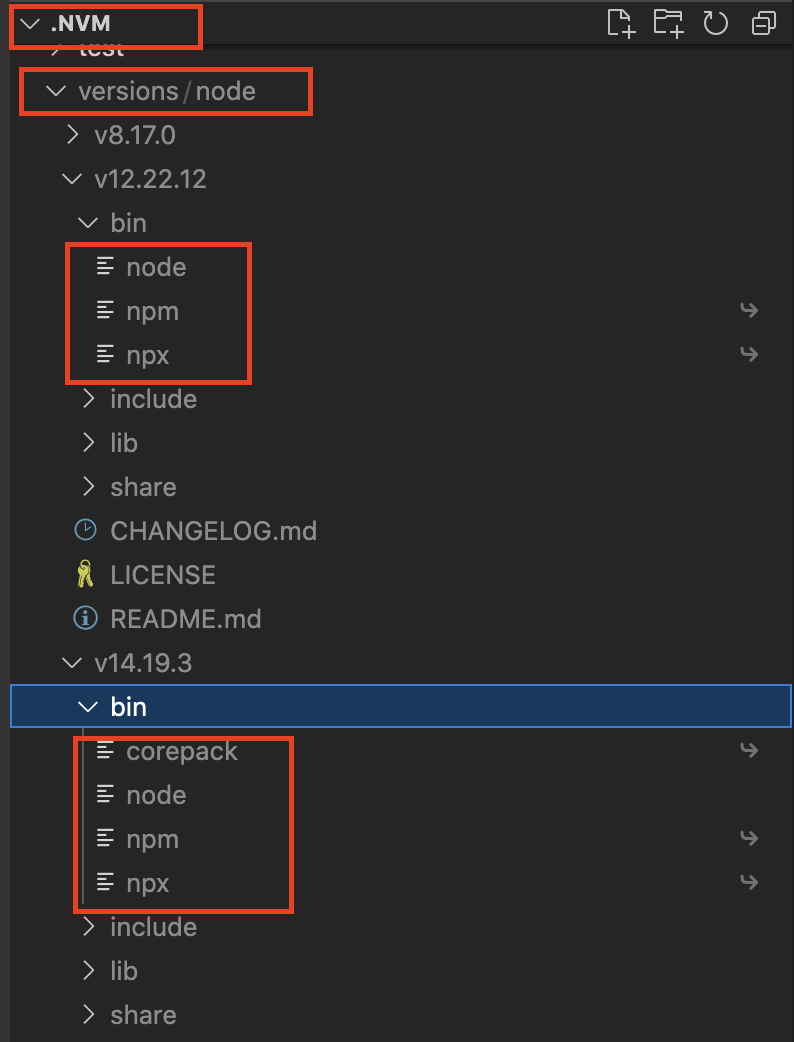 .NVM
test
versions/node
v8.17.0
v12.22.12
bin
node
npm
npx
include
lib
share
CHANGELOG.md
LICENSE
README.md
v14.19.3
bin
corepack
node
npm
npx
include
lib
share